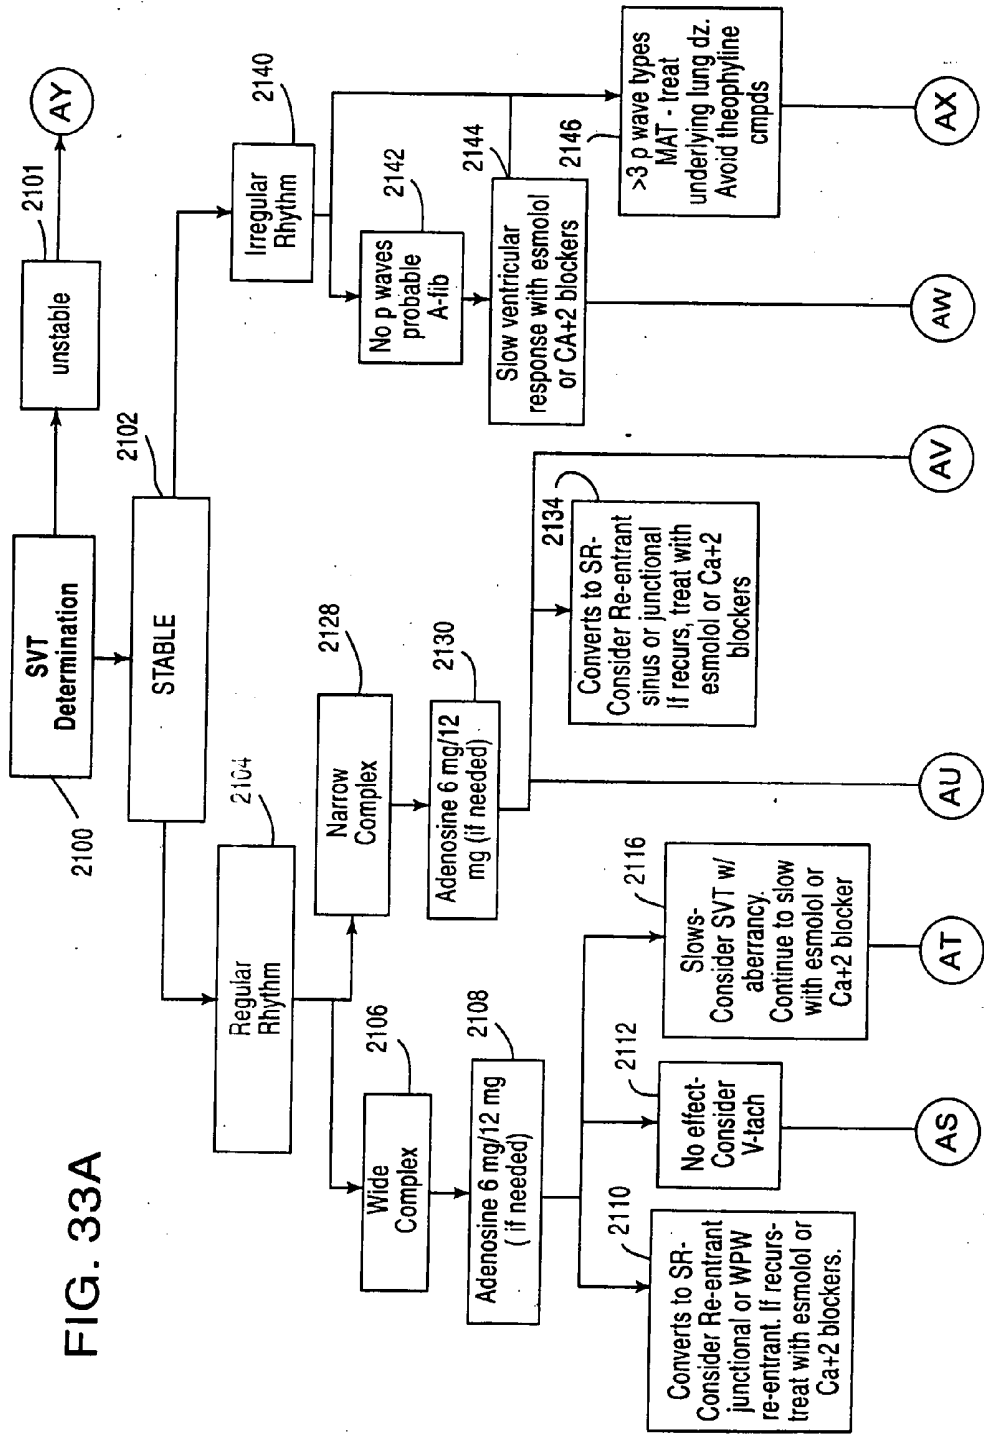 FIG. 33A
SVT
Determination
2100
unstable
2101
AY
STABLE
2102
Regular
Rhythm
2104
Irregular
Rhythm
2140
Wide
Complex
2106
Narrow
Complex
2128
No p waves
probable
A-fib
2142
Adenosine 6 mg/12 mg
( if needed)
2108
Adenosine 6 mg/12
mg (if needed)
2130
Slow ventricular
response with esmolol
or CA+2 blockers
2144
Converts to SR-
Consider Re-entrant
junctional or WPW
re-entrant. If recurs-
treat with esmolol or
Ca+2 blockers.
2110
No effect-
Consider
V-tach
2112
Slows-
Consider SVT w/
aberrancy.
Continue to slow
with esmolol or
Ca+2 blocker
2116
Converts to SR-
Consider Re-entrant
sinus or junctional
If recurs, treat with
esmolol or Ca+2
blockers
2134
>3 p wave types
MAT - treat
underlying lung dz.
Avoid theophyline
cmpds
2146
AS
AT
AU
AV
AW
AX